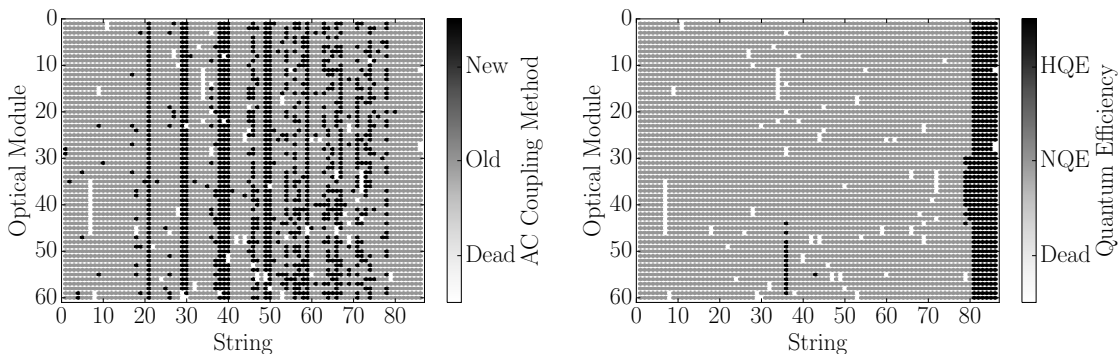 0
10
20
30
40
50
60
Optical Module
0 10 20 30 40 50 60 70 80
String
New
Old
Dead
AC Coupling Method
0
10
20
30
40
50
60
Optical Module
0 10 20 30 40 50 60 70 80
String
HQE
NQE
Dead
Quantum Efficiency